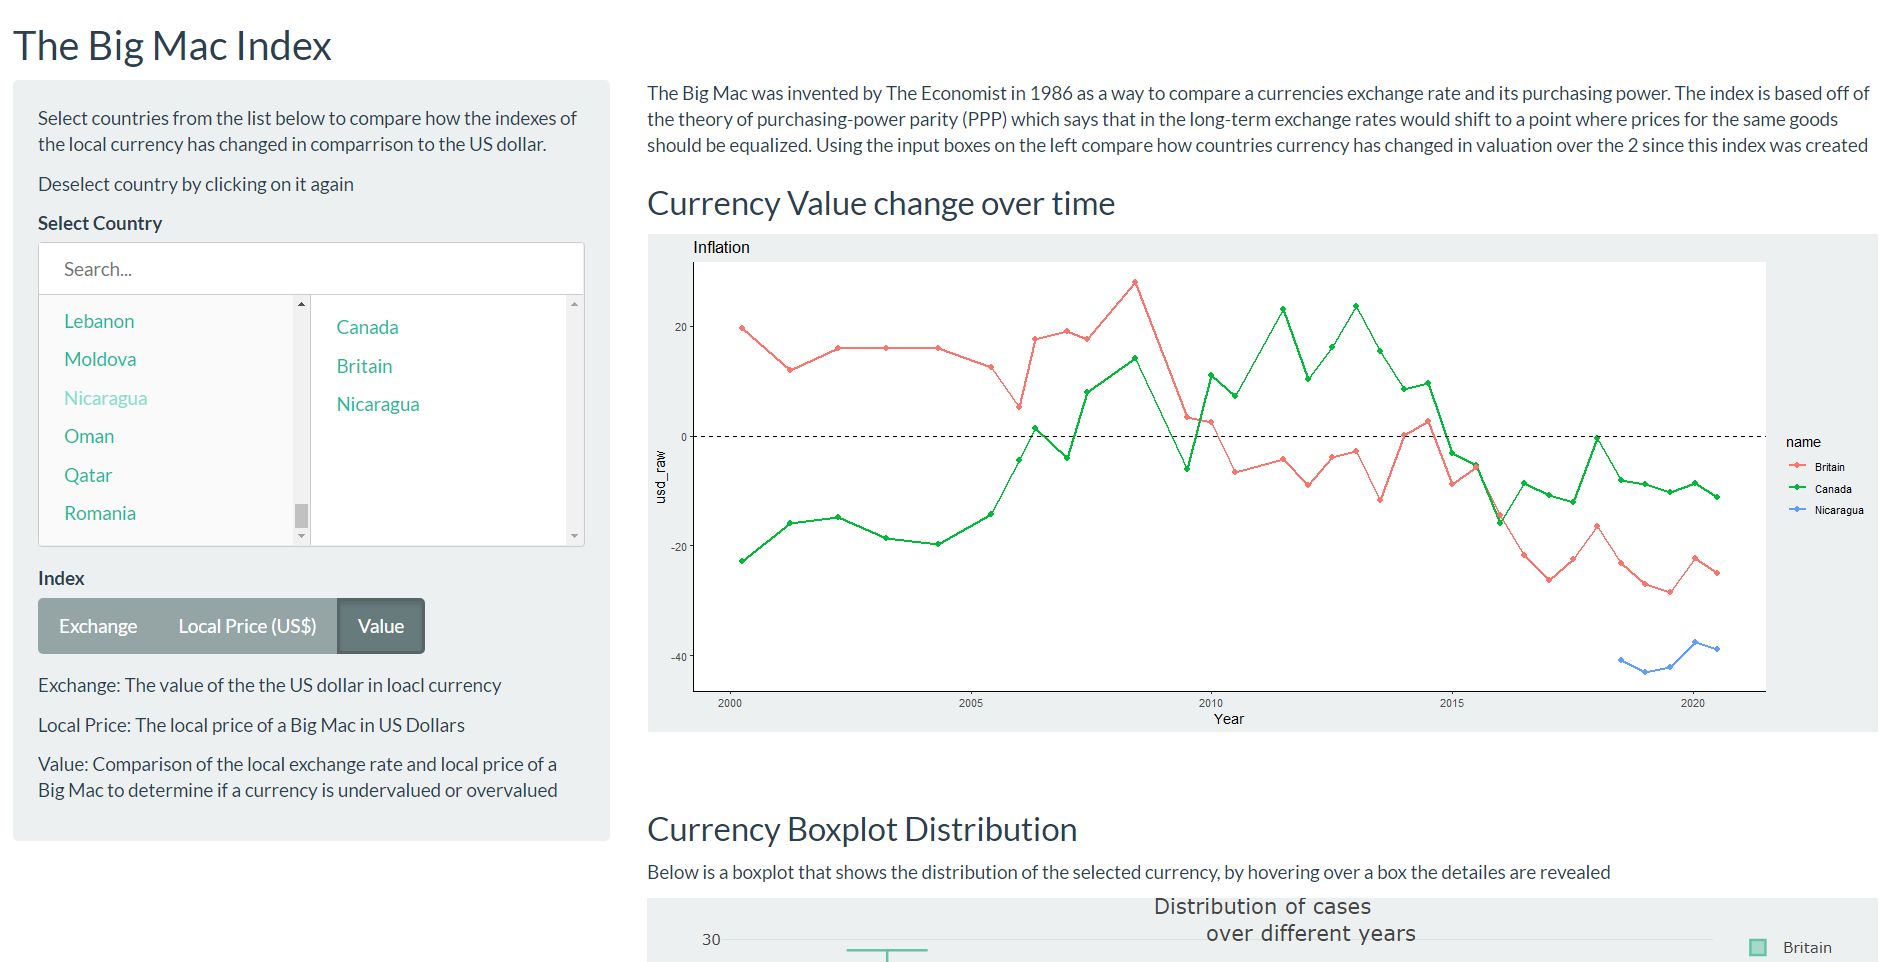 The Big Mac Index
Select countries from the list below to compare how the indexes of
the local currency has changed in comparrison to the US dollar.
Deselect country by clicking on it again
Select Country
Search...
Lebanon
Moldova
Nicaragua
Oman
Qatar
Romania
Canada
Britain
Nicaragua
Index
Exchange
Local Price (US$)
Value
Exchange: The value of the the US dollar in loacl currency
Local Price: The local price of a Big Mac in US Dollars
Value: Comparison of the local exchange rate and local price of a
Big Mac to determine if a currency is undervalued or overvalued
The Big Mac was invented by The Economist in 1986 as a way to compare a currencies exchange rate and its purchasing power. The index is based off of
the theory of purchasing-power parity (PPP) which says that in the long-term exchange rates would shift to a point where prices for the same goods
should be equalized. Using the input boxes on the left compare how countries currency has changed in valuation over the 2 since this index was created
Currency Value change over time
Inflation
20
0
-20
-40
usd_raw
2000
2005
2010
2015
2020
Year
name
Britain
Canada
Nicaragua
Currency Boxplot Distribution
Below is a boxplot that shows the distribution of the selected currency, by hovering over a box the detailes are revealed
Distribution of cases
over different years
30
Britain